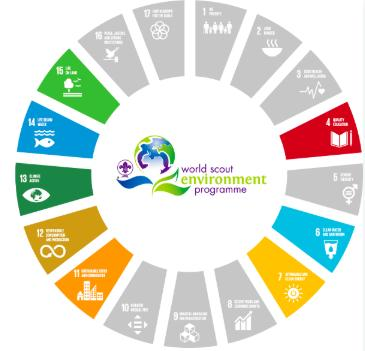 17 PARTNERSHIPS
FOR THE GOALS
1 NO
POVERTY
2 ZERO
HUNGER
3 GOOD HEALTH
AND WELL-BEING
4 QUALITY
EDUCATION
5 GENDER
EQUALITY
6 CLEAN WATER
AND SANITATION
7 AFFORDABLE AND
CLEAN ENERGY
8 DECENT WORK AND
ECONOMIC GROWTH
9 INDUSTRY, INNOVATION
AND INFRASTRUCTURE
10 REDUCED
INEQUALITIES
11 SUSTAINABLE CITIES
AND COMMUNITIES
12 RESPONSIBLE
CONSUMPTION
AND PRODUCTION
13 CLIMATE
ACTION
14 LIFE BELOW
WATER
15 LIFE
ON LAND
16 PEACE, JUSTICE
AND STRONG
INSTITUTIONS
world scout
environment
programme